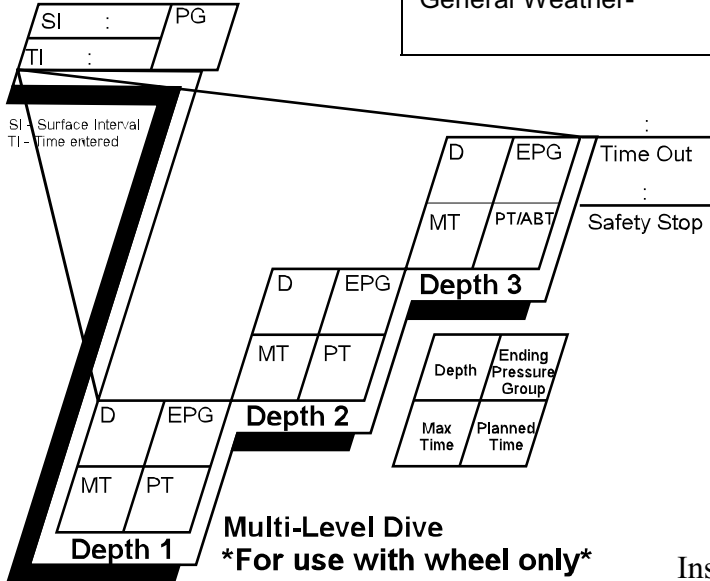 General Weather-
SI : PG
TI :
SI - Surface Interval
TI - Time entered
:
D EPG Time Out
:
MT PT/ABT Safety Stop
D EPG Depth 3
MT PT
Depth Ending Pressure Group
Max Time Planned Time
D EPG Depth 2
MT PT
Depth 1
Multi-Level Dive
*For use with wheel only*
Ins